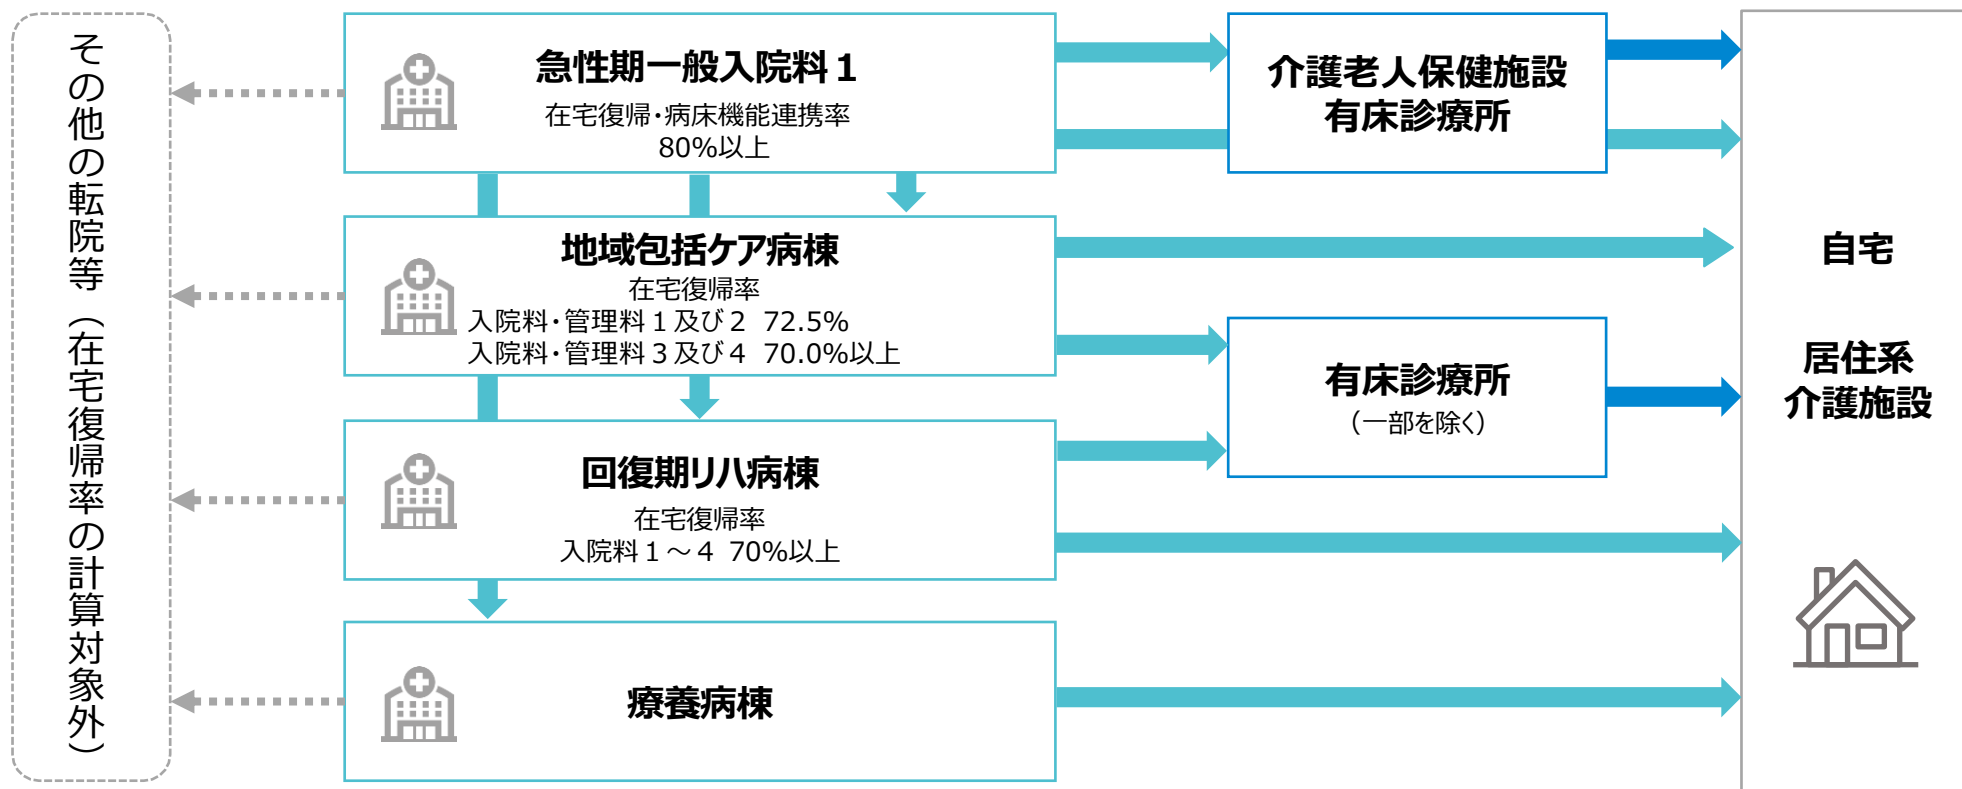 その他の転院等（在宅復帰率の計算対象外）
急性期一般入院料１
在宅復帰・病床機能連携率
80%以上
介護老人保健施設
有床診療所
地域包括ケア病棟
在宅復帰率
入院料・管理料１及び２ 72.5%
入院料・管理料３及び４ 70.0%以上
有床診療所
（一部を除く）
回復期リハ病棟
在宅復帰率
入院料１～４ 70%以上
療養病棟
自宅
居住系
介護施設